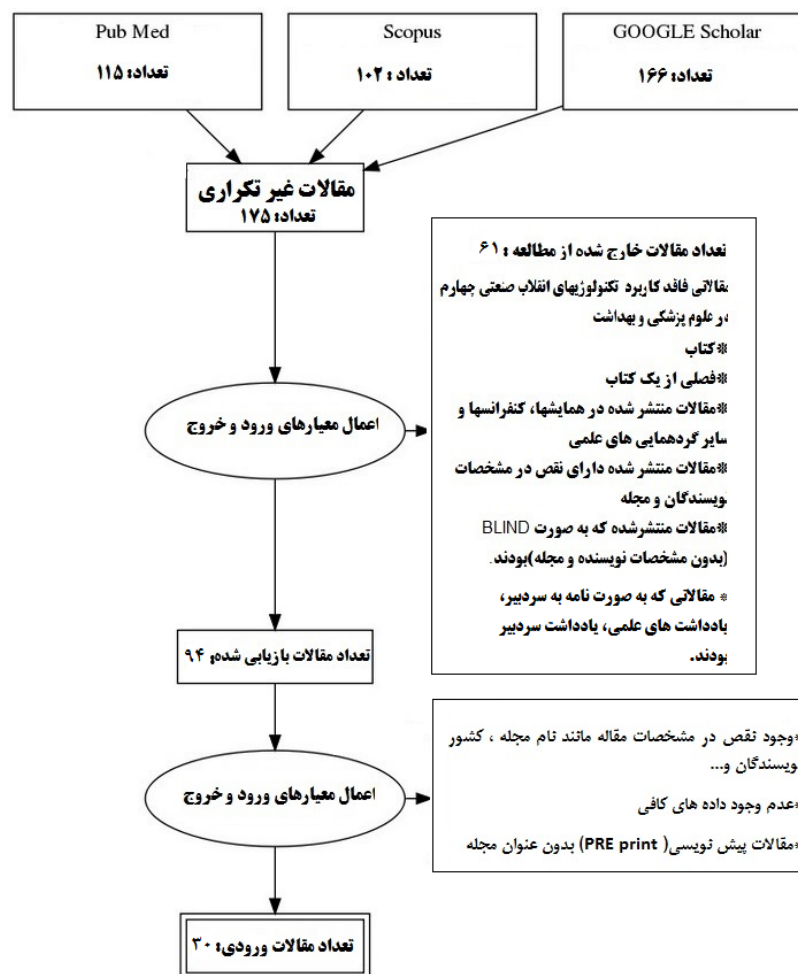 Pub Med
تعداد: ۱۱۵
Scopus
تعداد : ۱۰۲
GOOGLE Scholar
تعداد: ۱۶۶
مقالات غیر تکراری
تعداد: ۱۷۵
تعداد مقالات خارج شده از مطالعه : ۶۱
مقالاتی فاقد کاربرد تکنولوژیهای انقلاب صنعتی چهارم
در علوم پزشکی و بهداشت
*کتاب
*فصلی از یک کتاب
*مقالات منتشر شده در همایشها، کنفرانسها و
سایر گردهمایی های علمی
*مقالات منتشر شده دارای نقص در مشخصات
نویسندگان و مجله
*مقالات منتشرشده که به صورت BLIND
(بدون مشخصات نویسنده و مجله)بودند.
* مقالاتی که به صورت نامه به سردبیر،
یادداشت های علمی، یادداشت سردبیر
بودند.
اعمال معیارهای ورود و خروج
تعداد مقالات بازیابی شده: ۹۴
*وجود نقص در مشخصات مقاله مانند نام مجله ، کشور
نویسندگان و...
*عدم وجود داده های کافی
*مقالات پیش نویسی( PRE print) بدون عنوان مجله
اعمال معیارهای ورود و خروج
تعداد مقالات ورودی: ۳۰